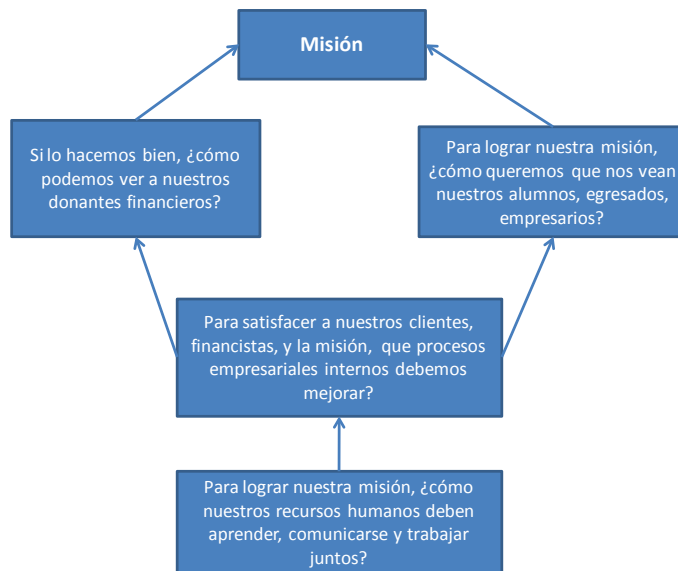 Misión
Si lo hacemos bien, ¿cómo
podemos ver a nuestros
donantes financieros?
Para lograr nuestra misión,
¿cómo queremos que nos vean
nuestros alumnos, egresados,
empresarios?
Para satisfacer a nuestros clientes,
financistas, y la misión, que procesos
empresariales internos debemos
mejorar?
Para lograr nuestra misión, ¿cómo
nuestros recursos humanos deben
aprender, comunicarse y trabajar
juntos?